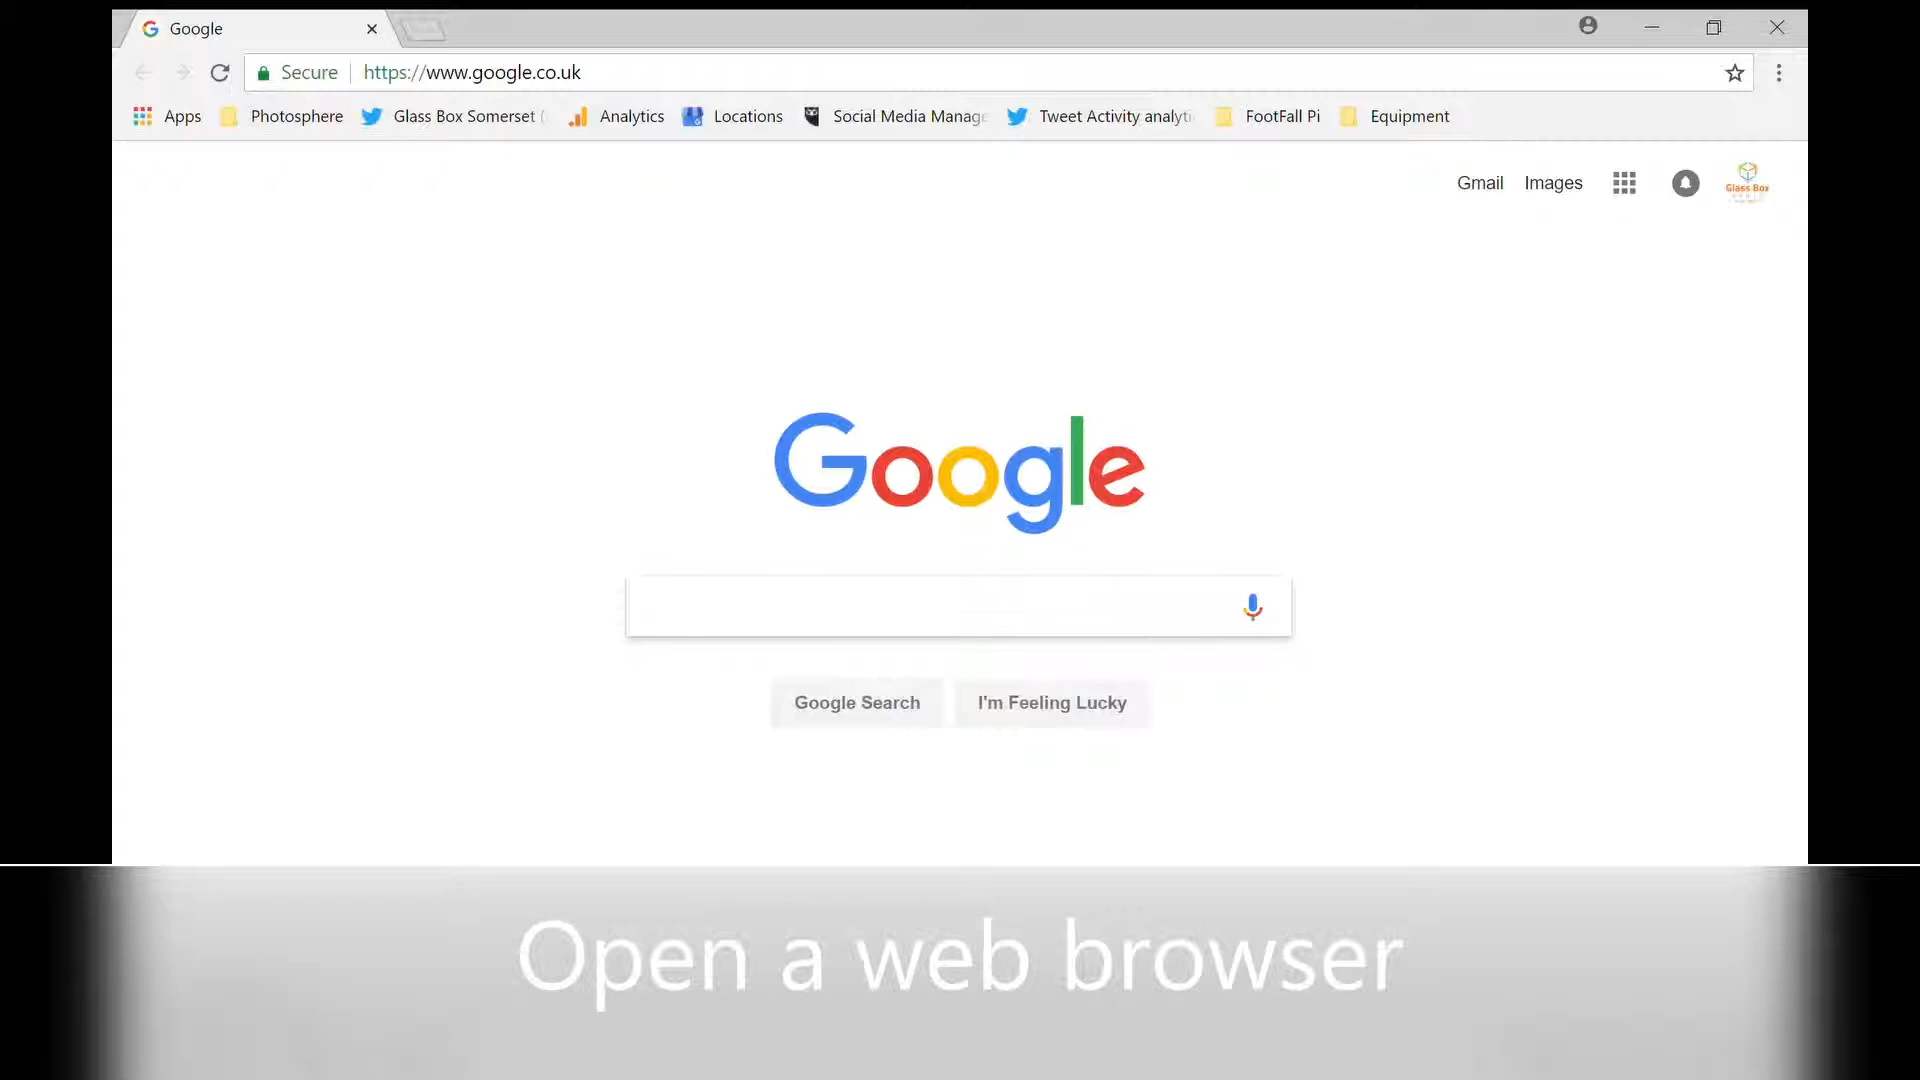 Google
Secure https://www.google.co.uk
Apps Photosphere Glass Box Somerset ( Analytics Locations Social Media Manage Tweet Activity analyti FootFall Pi Equipment
Gmail Images
Glass Box
Google
Google Search I'm Feeling Lucky
Open a web browser